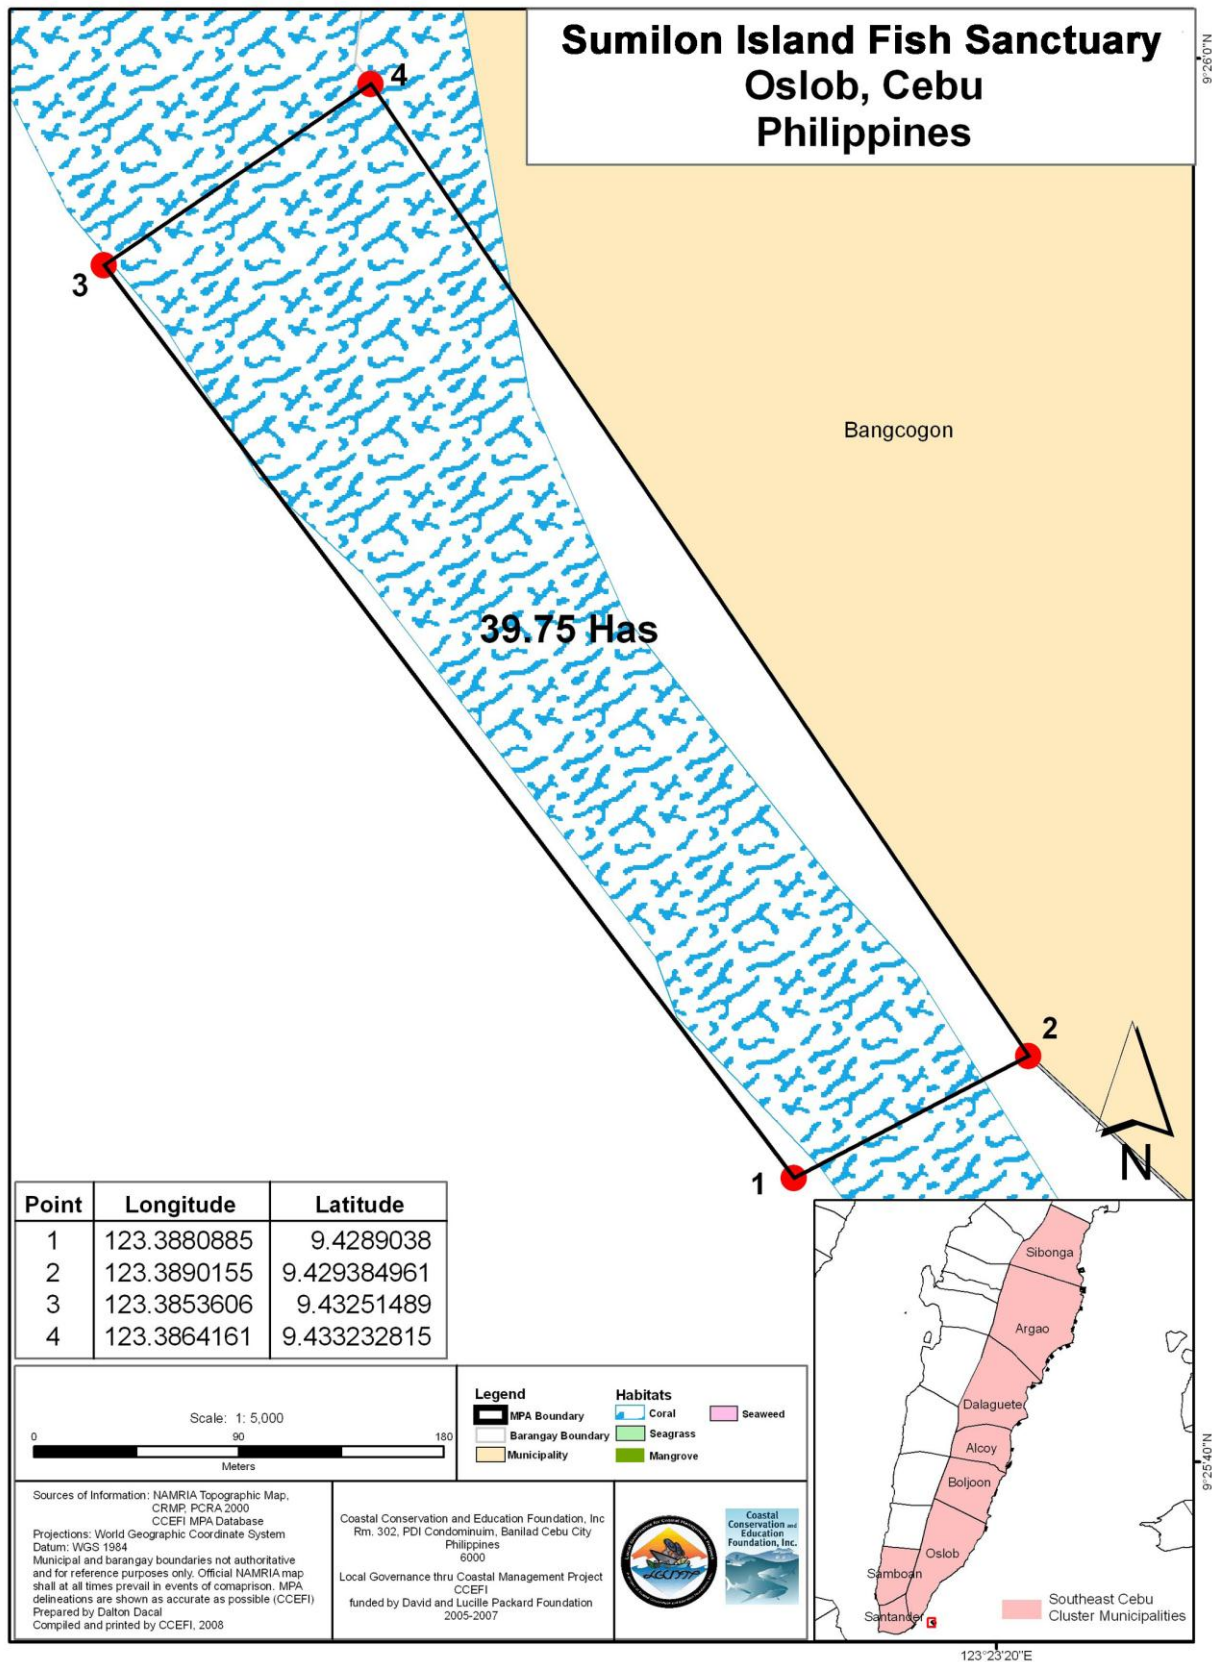 Sumilon Island Fish Sanctuary
Oslob, Cebu
Philippines
9°26'0"N
4
3
Bangcogon
39.75 Has
2
1
N
Point Longitude Latitude
1 123.3880885 9.4289038
2 123.3890155 9.429384961
3 123.3853606 9.43251489
4 123.3864161 9.433232815
Scale: 1: 5,000
0 90 180
Meters
Legend
MPA Boundary
Barangay Boundary
Municipality
Habitats
Coral
Seagrass
Mangrove
Seaweed
Sources of Information: NAMRIA Topographic Map,
CRMP, PCRA 2000
CCEFI MPA Database
Projections: World Geographic Coordinate System
Datum: WGS 1984
Municipal and barangay boundaries not authoritative
and for reference purposes only. Official NAMRIA map
shall at all times prevail in events of comaprison. MPA
delineations are shown as accurate as possible (CCEFI)
Prepared by Dalton Dacal
Compiled and printed by CCEFI, 2008
Coastal Conservation and Education Foundation, Inc
Rm. 302, PDI Condominuim, Banilad Cebu City
Philippines
6000
Local Governance thru Coastal Management Project
CCEFI
funded by David and Lucille Packard Foundation
2005-2007
Coastal
Conservation and
Education
Foundation, Inc.
Sibonga
Argao
Dalaguete
Alcoy
Boljoon
Oslob
Samboan
Santander
Southeast Cebu
Cluster Municipalities
9°25'40"N
123°23'20"E